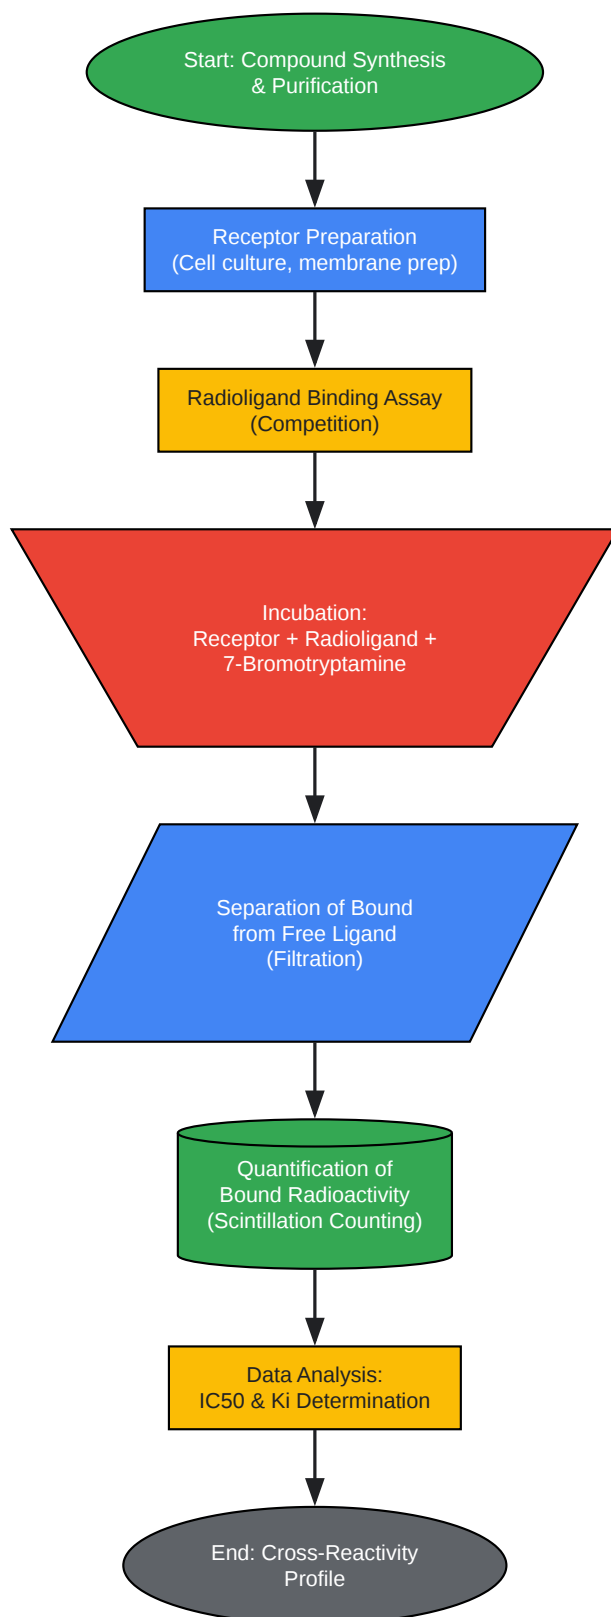 Start: Compound Synthesis
& Purification
Receptor Preparation
(Cell culture, membrane prep)
Radioligand Binding Assay
(Competition)
Incubation:
Receptor + Radioligand +
7-Bromotryptamine
Separation of Bound
from Free Ligand
(Filtration)
Quantification of
Bound Radioactivity
(Scintillation Counting)
Data Analysis:
IC50 & Ki Determination
End: Cross-Reactivity
Profile